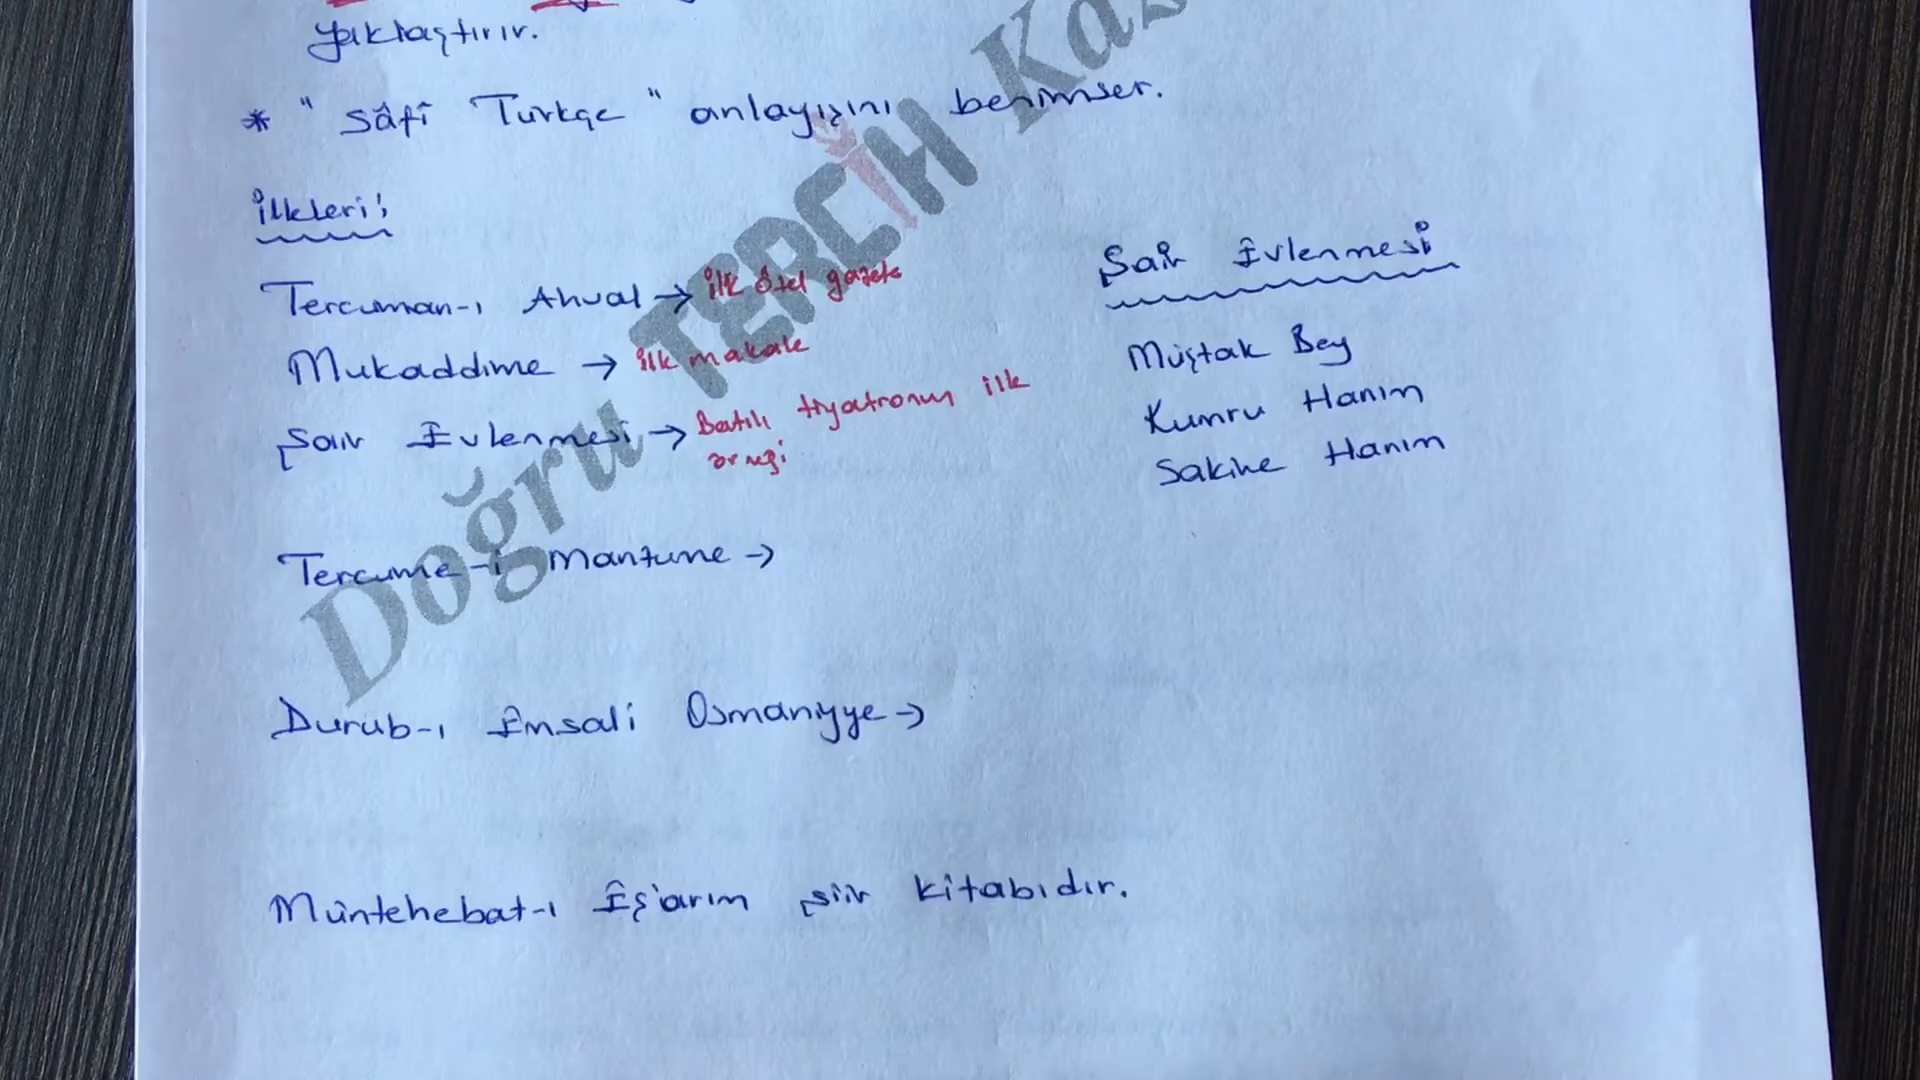 yaklaştırır.
* "Sâfî Türkçe" anlayışını benimser.
İlkleri:
Tercuman-ı Ahval → ilk özel gazete
Mukaddime → ilk makale
Şair Evlenmesi → Batılı tiyatronun ilk
örneği
Tercume-i Manzume →
Durub-ı Emsali Osmaniyye →
Müntehebat-ı Eş'arım şiir kitabıdır.
Şair Evlenmesi
Müştak Bey
Kumru Hanım
Sakine Hanım
Doğru TERCİH